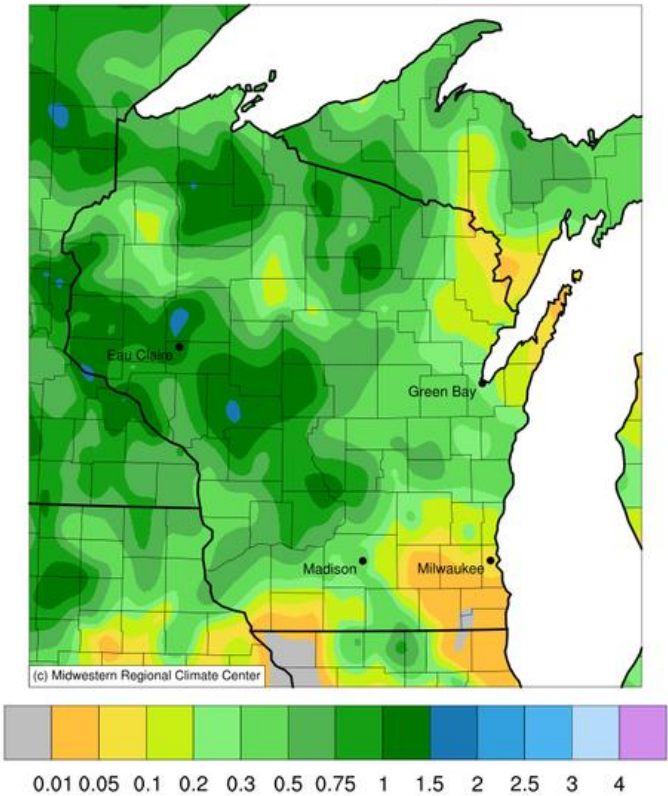 Eau Claire
Green Bay
Madison
Milwaukee
(c) Midwestern Regional Climate Center
0.01 0.05 0.1 0.2 0.3 0.5 0.75 1 1.5 2 2.5 3 4